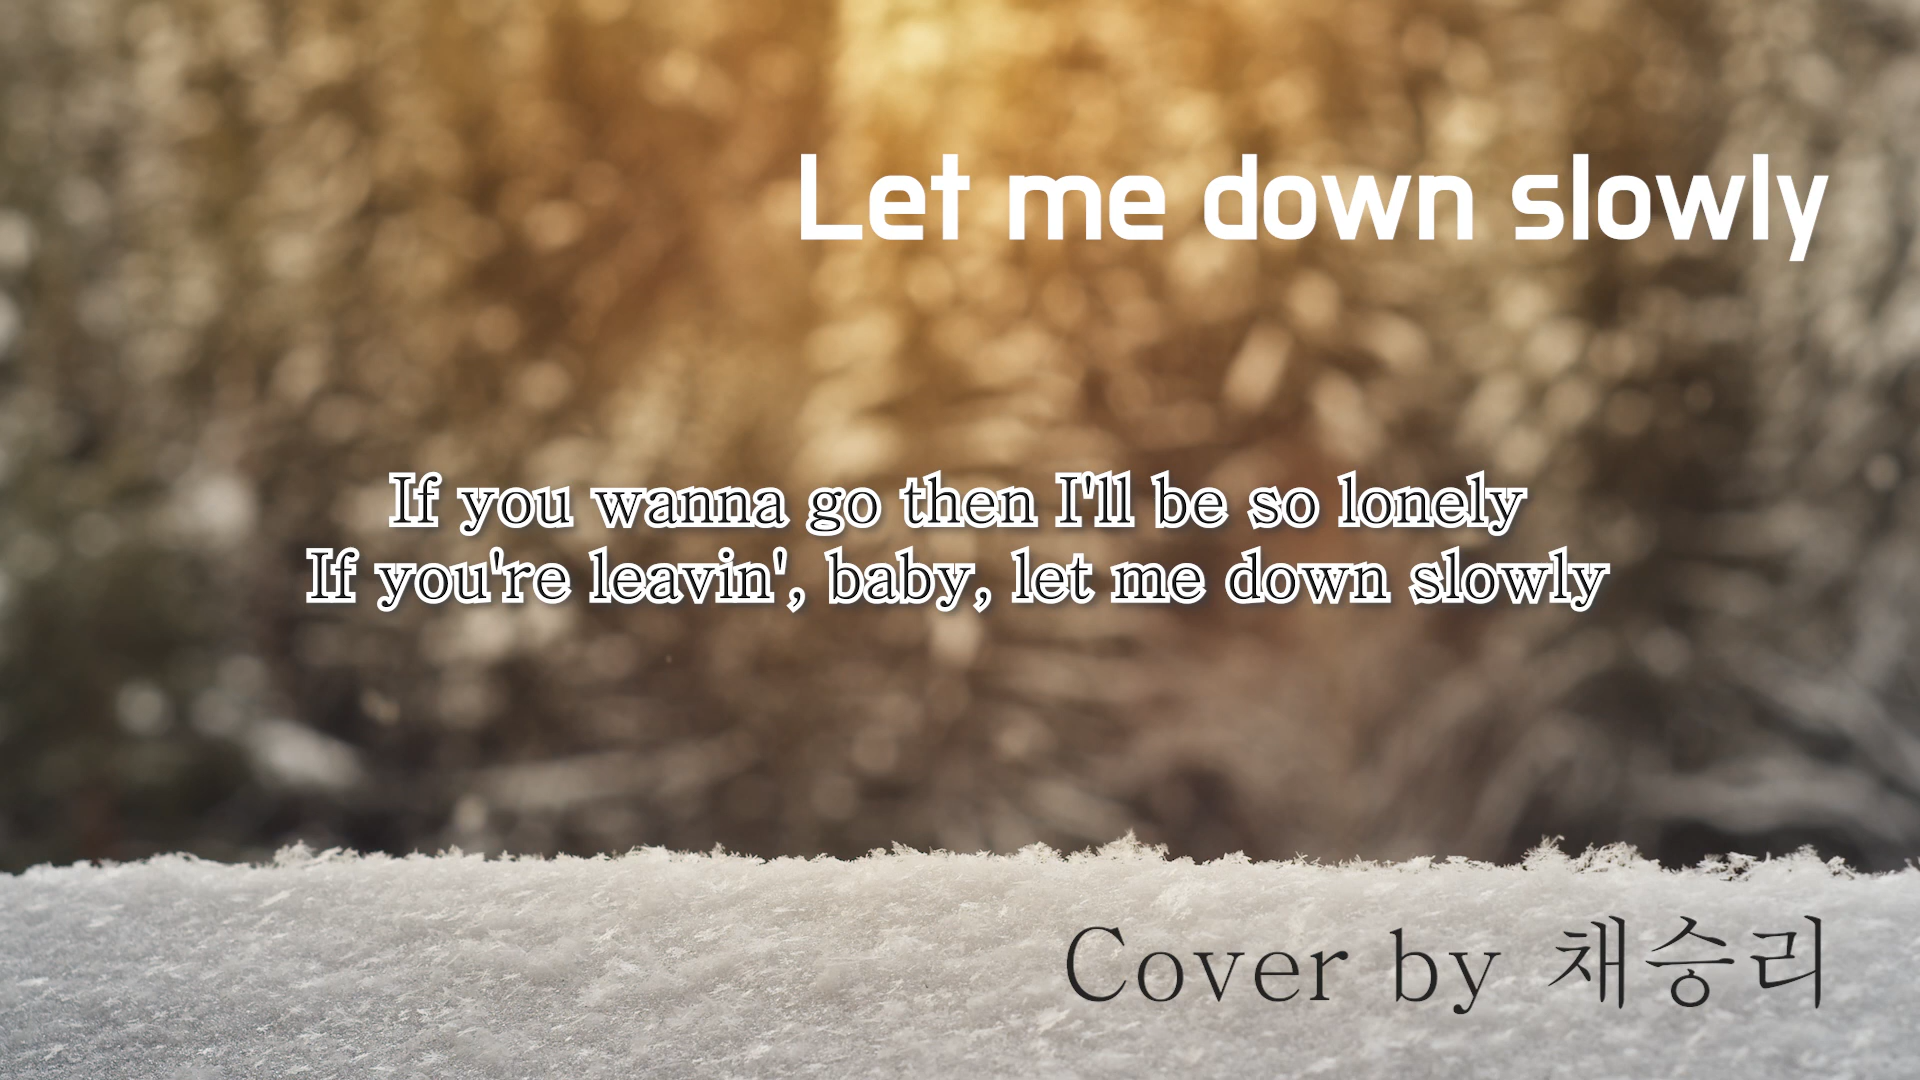 Let me down slowly
If you wanna go then I'll be so lonely
If you're leavin', baby, let me down slowly
Cover by 채승리